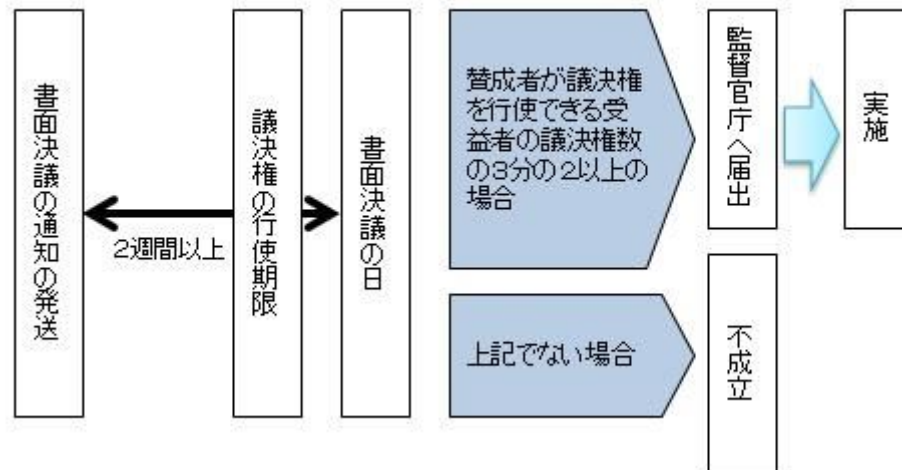 書面決議の通知の発送
2週間以上
議決権の行使期限
書面決議の日
賛成者が議決権
を行使できる受
益者の議決権数
の3分の2以上の
場合
監督官庁へ届出
実施
上記でない場合
不成立